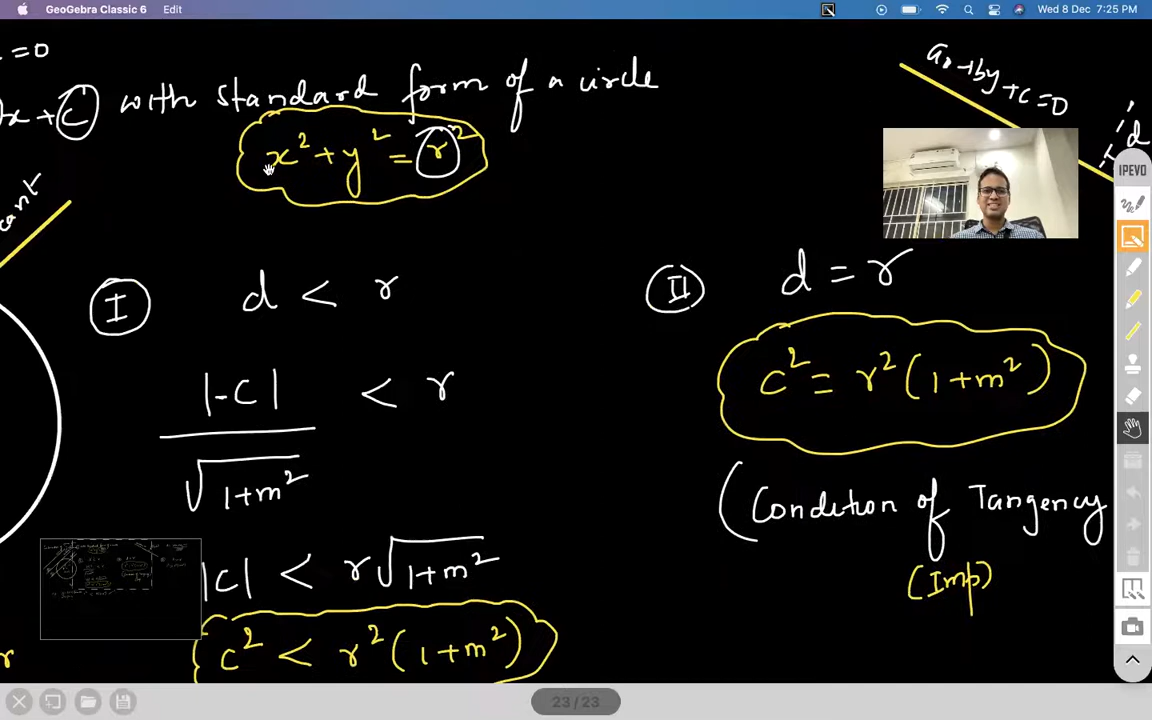 GeoGebra Classic 6 Edit Wed 8 Dec 7:25 PM
=0
x + c with standard form of a circle
x² + y² = r²
ax+by+c=0
d
IPEVO
I d < r
II d = r
|-c| / √1+m² < r
c² = r² (1+m²)
(Condition of Tangency
|c| < r√1+m²
(Imp)
c² < r² (1+m²)
r
23 / 23